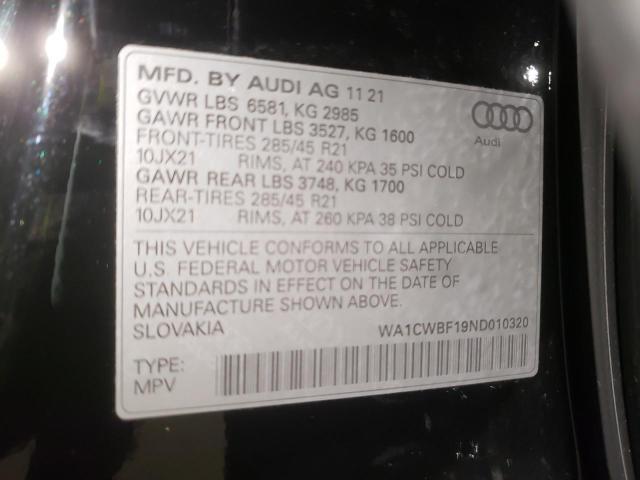 MFD. BY AUDI AG 11 21
GVWR LBS 6581, KG 2985
GAWR FRONT LBS 3527, KG 1600
FRONT-TIRES 285/45 R21
10JX21 RIMS, AT 240 KPA 35 PSI COLD
GAWR REAR LBS 3748, KG 1700
REAR-TIRES 285/45 R21
10JX21 RIMS, AT 260 KPA 38 PSI COLD
Audi
THIS VEHICLE CONFORMS TO ALL APPLICABLE
U.S. FEDERAL MOTOR VEHICLE SAFETY
STANDARDS IN EFFECT ON THE DATE OF
MANUFACTURE SHOWN ABOVE.
SLOVAKIA WA1CWBF19ND010320
TYPE:
MPV